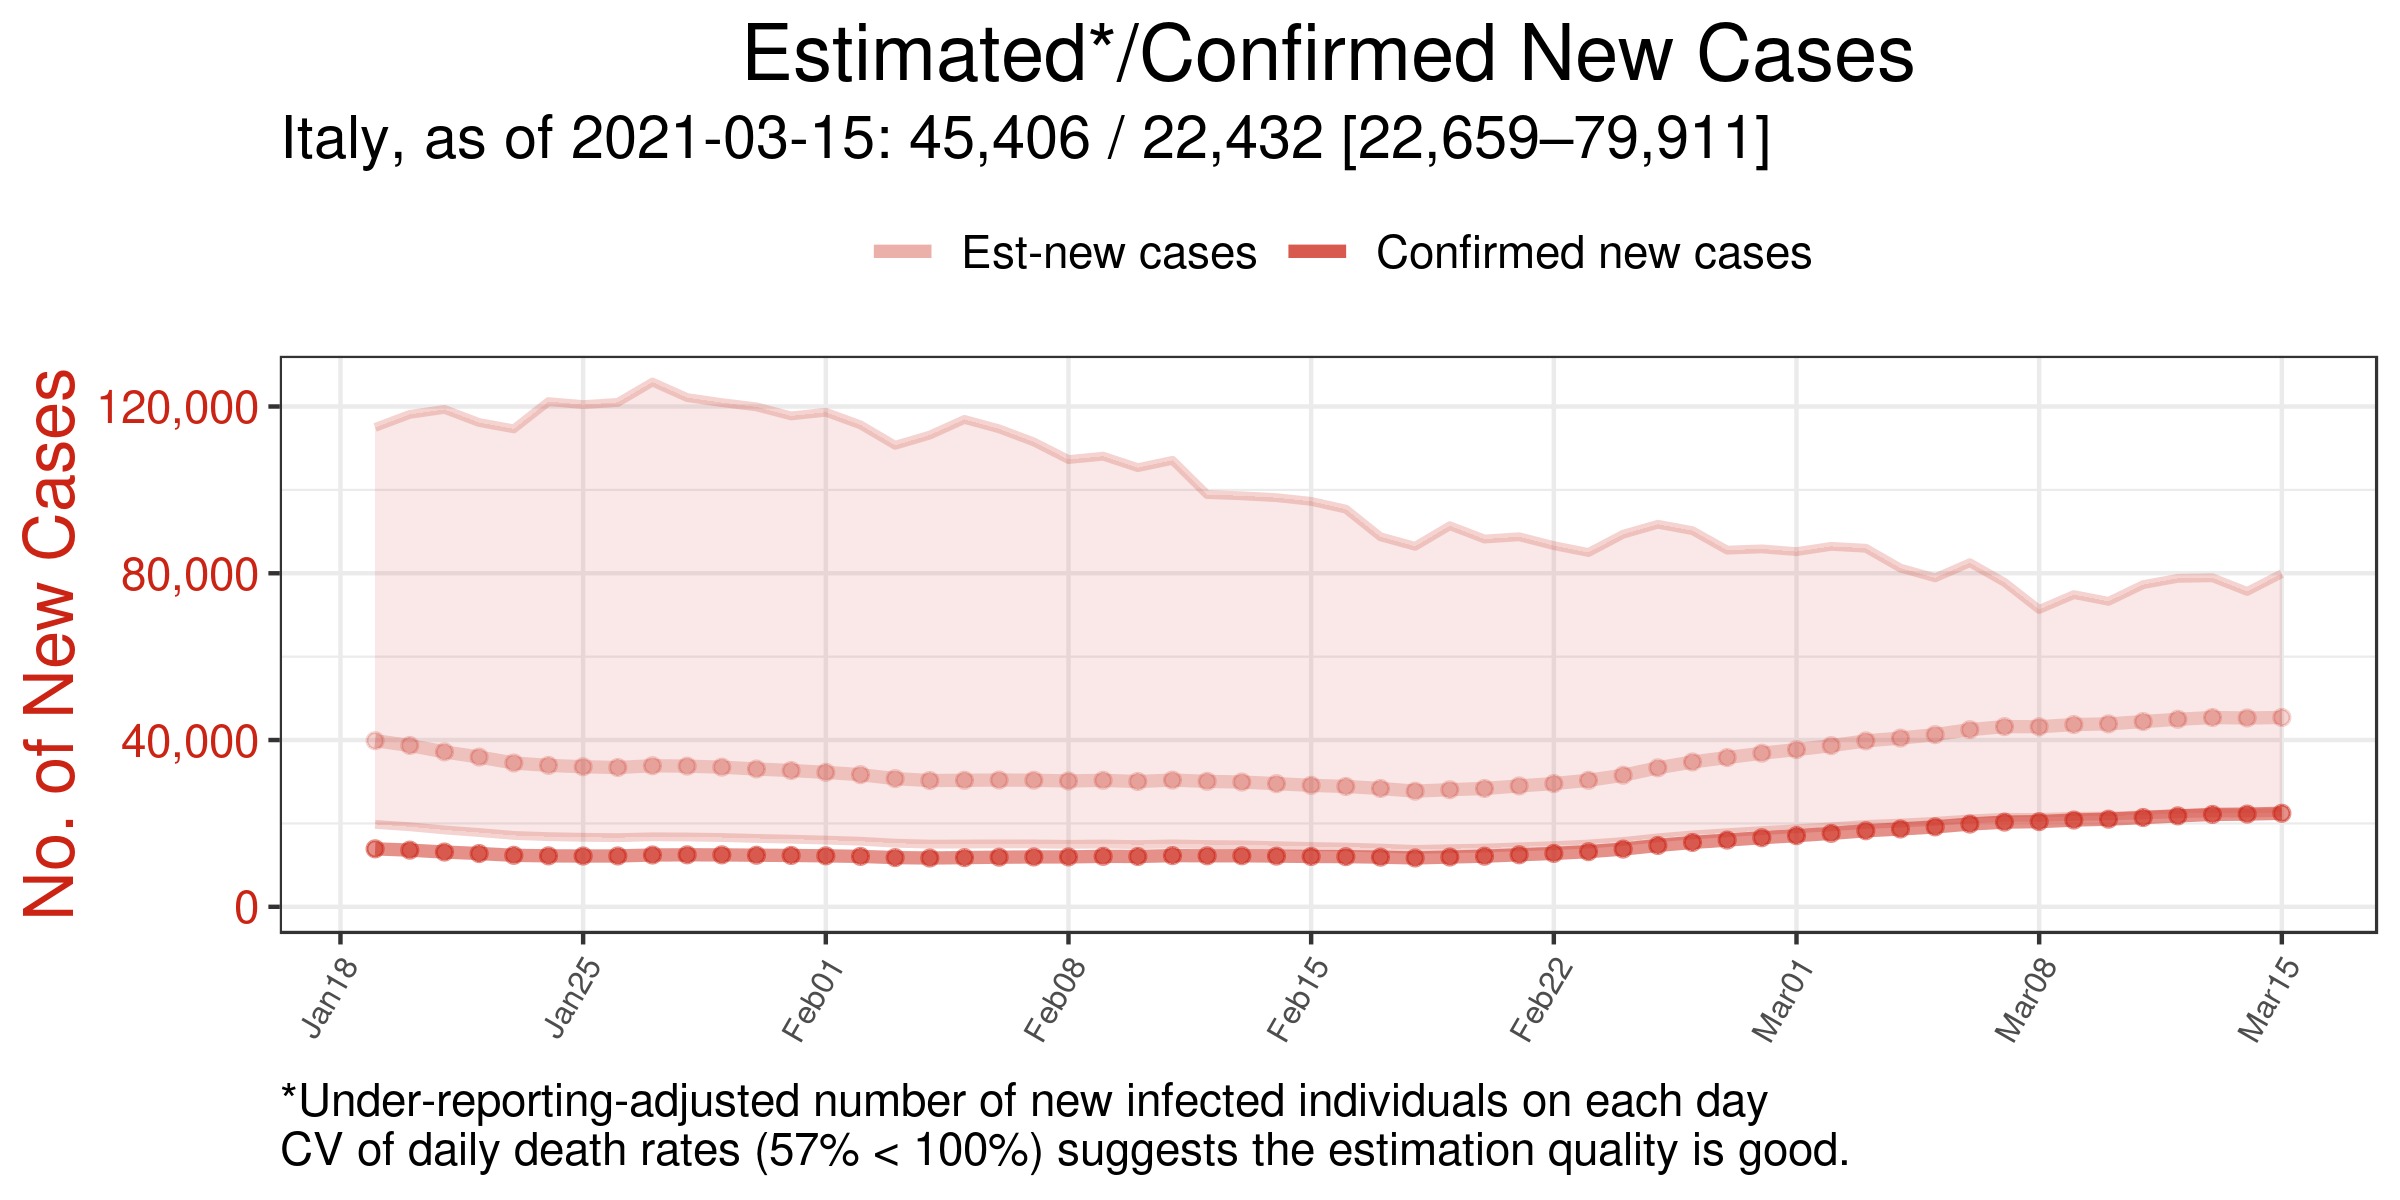 Estimated*/Confirmed New Cases
Italy, as of 2021-03-15: 45,406 / 22,432 [22,659–79,911]
Est-new cases
Confirmed new cases
No. of New Cases
120,000
80,000
40,000
0
Jan18
Jan25
Feb01
Feb08
Feb15
Feb22
Mar01
Mar08
Mar15
*Under-reporting-adjusted number of new infected individuals on each day
CV of daily death rates (57% < 100%) suggests the estimation quality is good.